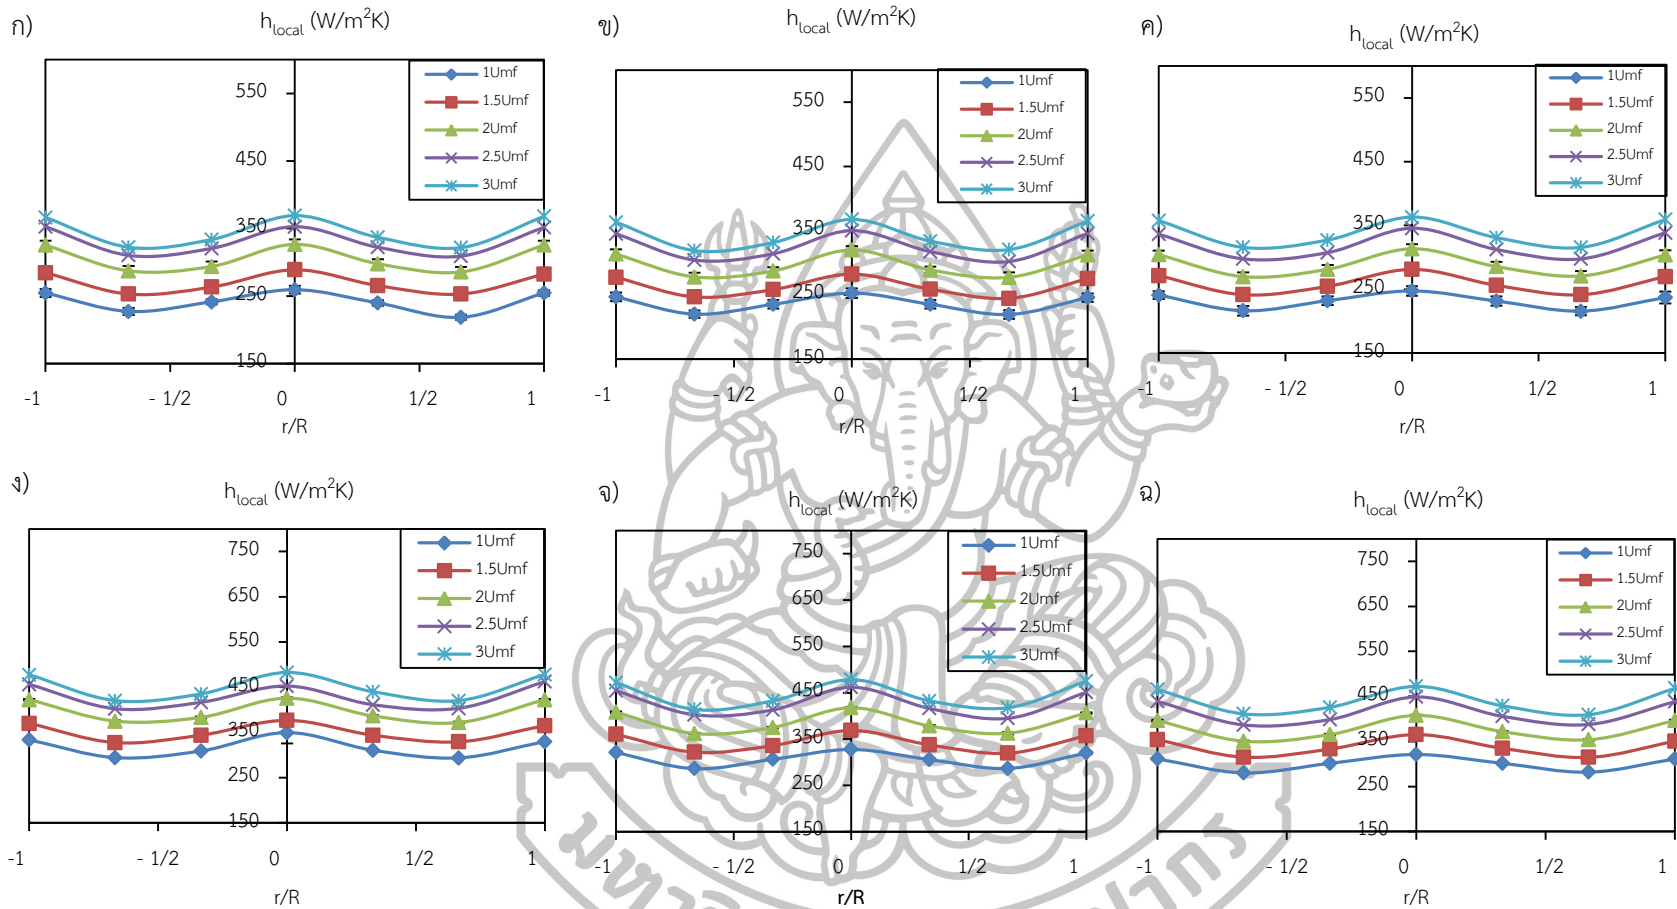 ก)
h_local (W/m²K)
550
450
350
250
150
-1
- 1/2
0
1/2
1
r/R
1Umf
1.5Umf
2Umf
2.5Umf
3Umf
ข)
h_local (W/m²K)
550
450
350
250
150
-1
- 1/2
0
1/2
1
r/R
1Umf
1.5Umf
2Umf
2.5Umf
3Umf
ค)
h_local (W/m²K)
550
450
350
250
150
-1
- 1/2
0
1/2
1
r/R
1Umf
1.5Umf
2Umf
2.5Umf
3Umf
ง)
h_local (W/m²K)
750
650
550
450
350
250
150
-1
- 1/2
0
1/2
1
r/R
1Umf
1.5Umf
2Umf
2.5Umf
3Umf
จ)
h_local (W/m²K)
750
650
550
450
350
250
150
-1
- 1/2
0
1/2
1
r/R
1Umf
1.5Umf
2Umf
2.5Umf
3Umf
ฉ)
h_local (W/m²K)
750
650
550
450
350
250
150
-1
- 1/2
0
1/2
1
r/R
1Umf
1.5Umf
2Umf
2.5Umf
3Umf